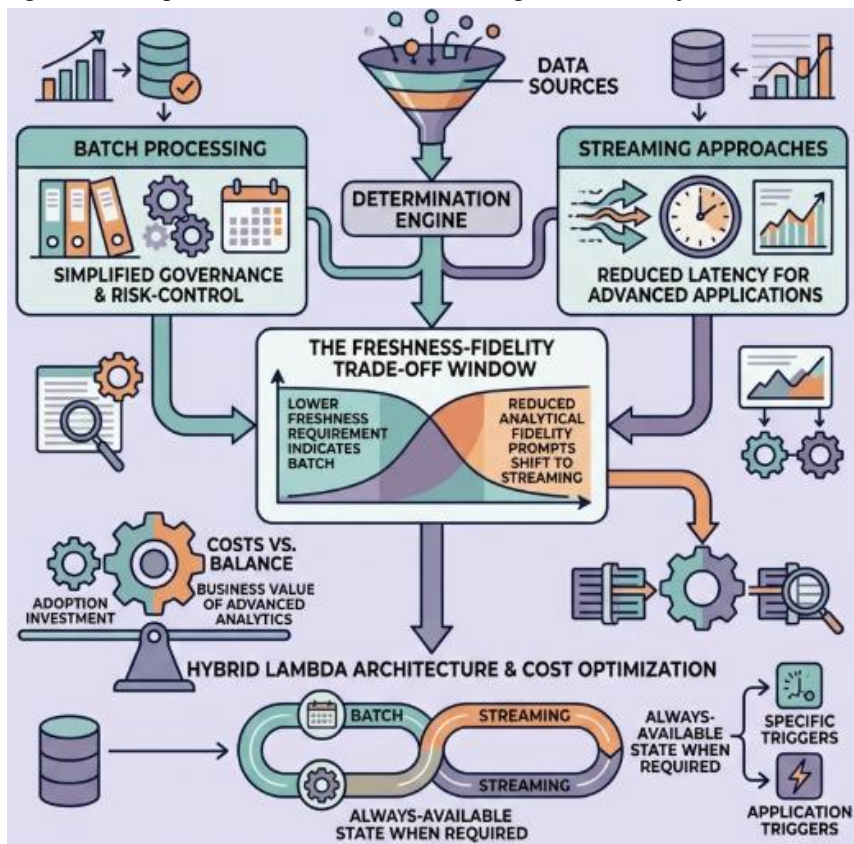 DATA
SOURCES
BATCH PROCESSING
SIMPLIFIED GOVERNANCE
& RISK-CONTROL
DETERMINATION
ENGINE
STREAMING APPROACHES
REDUCED LATENCY FOR
ADVANCED APPLICATIONS
THE FRESHNESS-FIDELITY
TRADE-OFF WINDOW
LOWER
FRESHNESS
REQUIREMENT
INDICATES
BATCH
REDUCED
ANALYTICAL
FIDELITY
PROMPTS
SHIFT TO
STREAMING
COSTS VS.
BALANCE
ADOPTION
INVESTMENT
BUSINESS VALUE
OF ADVANCED
ANALYTICS
HYBRID LAMBDA ARCHITECTURE & COST OPTIMIZATION
BATCH
STREAMING
STREAMING
ALWAYS-AVAILABLE
STATE WHEN REQUIRED
ALWAYS-
AVAILABLE
STATE WHEN
REQUIRED
SPECIFIC
TRIGGERS
APPLICATION
TRIGGERS